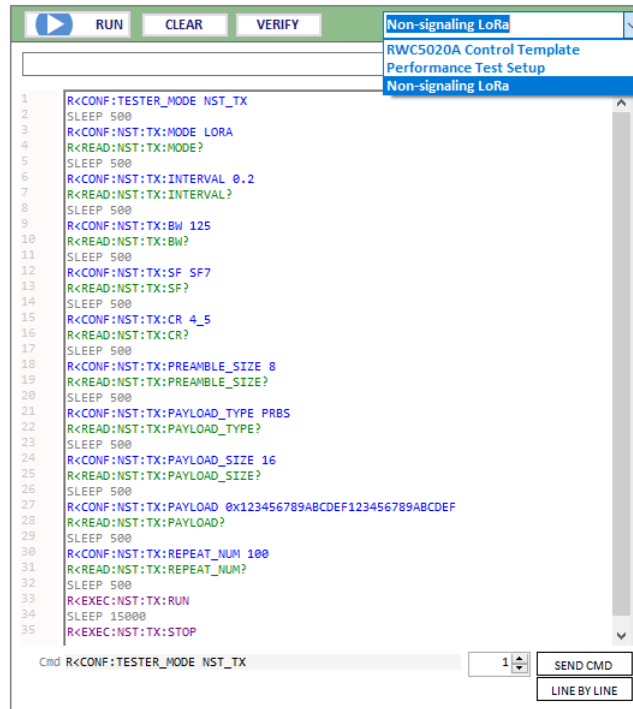 RUN CLEAR VERIFY Non-signaling LoRa
RWC5020A Control Template
Performance Test Setup
Non-signaling LoRa
1 R<CONF:TESTER_MODE NST_TX
2 SLEEP 500
3 R<CONF:NST:TX:MODE LORA
4 R<READ:NST:TX:MODE?
5 SLEEP 500
6 R<CONF:NST:TX:INTERVAL 0.2
7 R<READ:NST:TX:INTERVAL?
8 SLEEP 500
9 R<CONF:NST:TX:BW 125
10 R<READ:NST:TX:BW?
11 SLEEP 500
12 R<CONF:NST:TX:SF SF7
13 R<READ:NST:TX:SF?
14 SLEEP 500
15 R<CONF:NST:TX:CR 4_5
16 R<READ:NST:TX:CR?
17 SLEEP 500
18 R<CONF:NST:TX:PREAMBLE_SIZE 8
19 R<READ:NST:TX:PREAMBLE_SIZE?
20 SLEEP 500
21 R<CONF:NST:TX:PAYLOAD_TYPE PRBS
22 R<READ:NST:TX:PAYLOAD_TYPE?
23 SLEEP 500
24 R<CONF:NST:TX:PAYLOAD_SIZE 16
25 R<READ:NST:TX:PAYLOAD_SIZE?
26 SLEEP 500
27 R<CONF:NST:TX:PAYLOAD 0x123456789ABCDEF123456789ABCDEF
28 R<READ:NST:TX:PAYLOAD?
29 SLEEP 500
30 R<CONF:NST:TX:REPEAT_NUM 100
31 R<READ:NST:TX:REPEAT_NUM?
32 SLEEP 500
33 R<EXEC:NST:TX:RUN
34 SLEEP 15000
35 R<EXEC:NST:TX:STOP
Cmd R<CONF:TESTER_MODE NST_TX 1 SEND CMD
LINE BY LINE